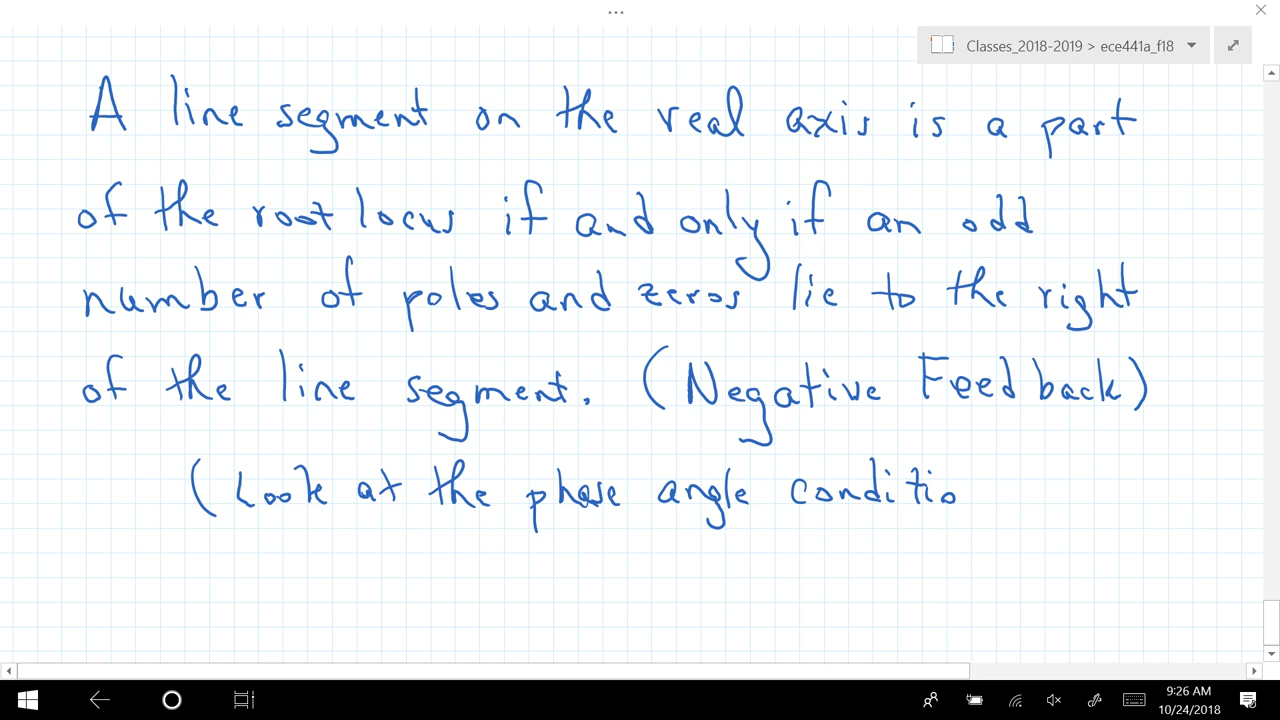 ...
Classes_2018-2019 > ece441a_f18
A line segment on the real axis is a part
of the root locus if and only if an odd
number of poles and zeros lie to the right
of the line segment. (Negative Feedback)
(Look at the phase angle conditio
9:26 AM
10/24/2018